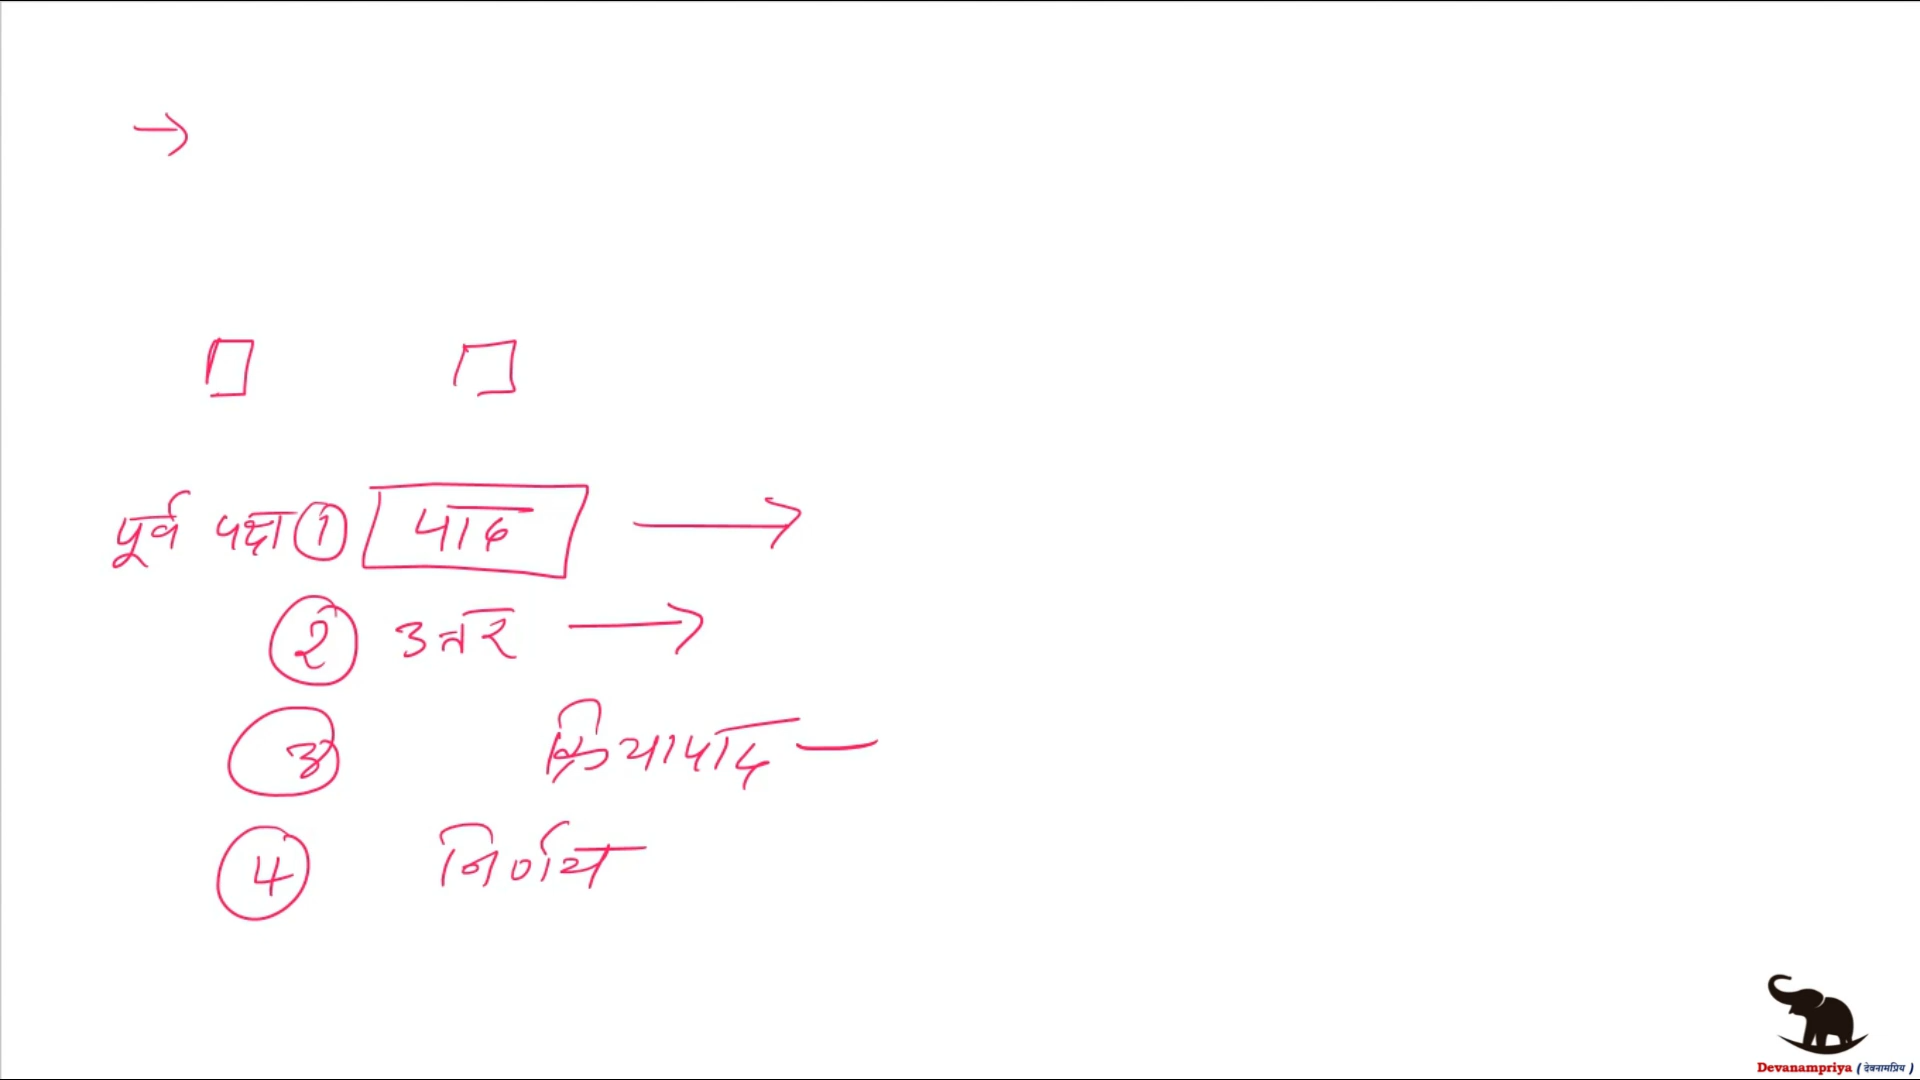 →
पूर्व पक्ष ① पाद →
② उत्तर →
③ क्रियापाद —
④ निर्णय
Devanampriya ( देवनामप्रिय )